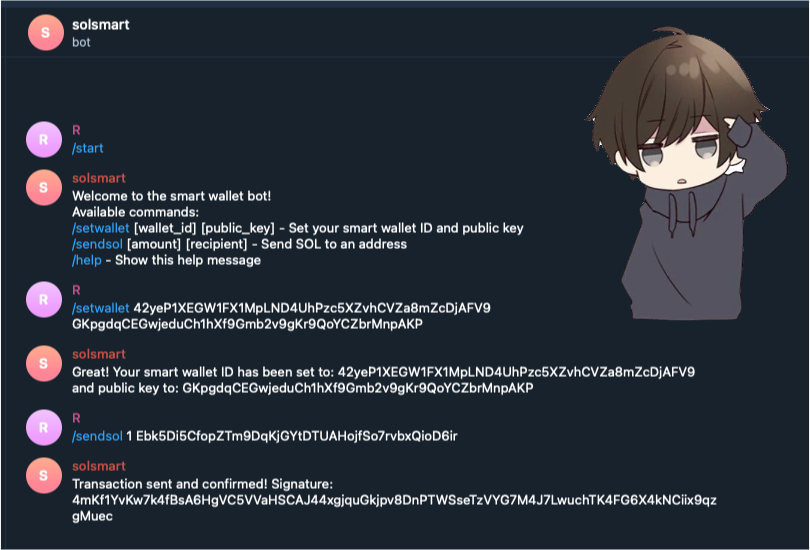 S
solsmart
bot
R
R
/start
S
solsmart
Welcome to the smart wallet bot!
Available commands:
/setwallet [wallet_id] [public_key] - Set your smart wallet ID and public key
/sendsol [amount] [recipient] - Send SOL to an address
/help - Show this help message
R
R
/setwallet 42yeP1XEGW1FX1MpLND4UhPzc5XZvhCVZa8mZcDjAFV9
GKpgdqCEGwjeduCh1hXf9Gmb2v9gKr9QoYCZbrMnpAKP
S
solsmart
Great! Your smart wallet ID has been set to: 42yeP1XEGW1FX1MpLND4UhPzc5XZvhCVZa8mZcDjAFV9
and public key to: GKpgdqCEGwjeduCh1hXf9Gmb2v9gKr9QoYCZbrMnpAKP
R
R
/sendsol 1 Ebk5Di5CfopZTm9DqKjGYtDTUAHojfSo7rvbxQioD6ir
S
solsmart
Transaction sent and confirmed! Signature:
4mKf1YvKw7k4fBsA6HgVC5VVaHSCAJ44xgjquGkjpv8DnPTWSseTzVYG7M4J7LwuchTK4FG6X4kNCiix9qz
gMuec